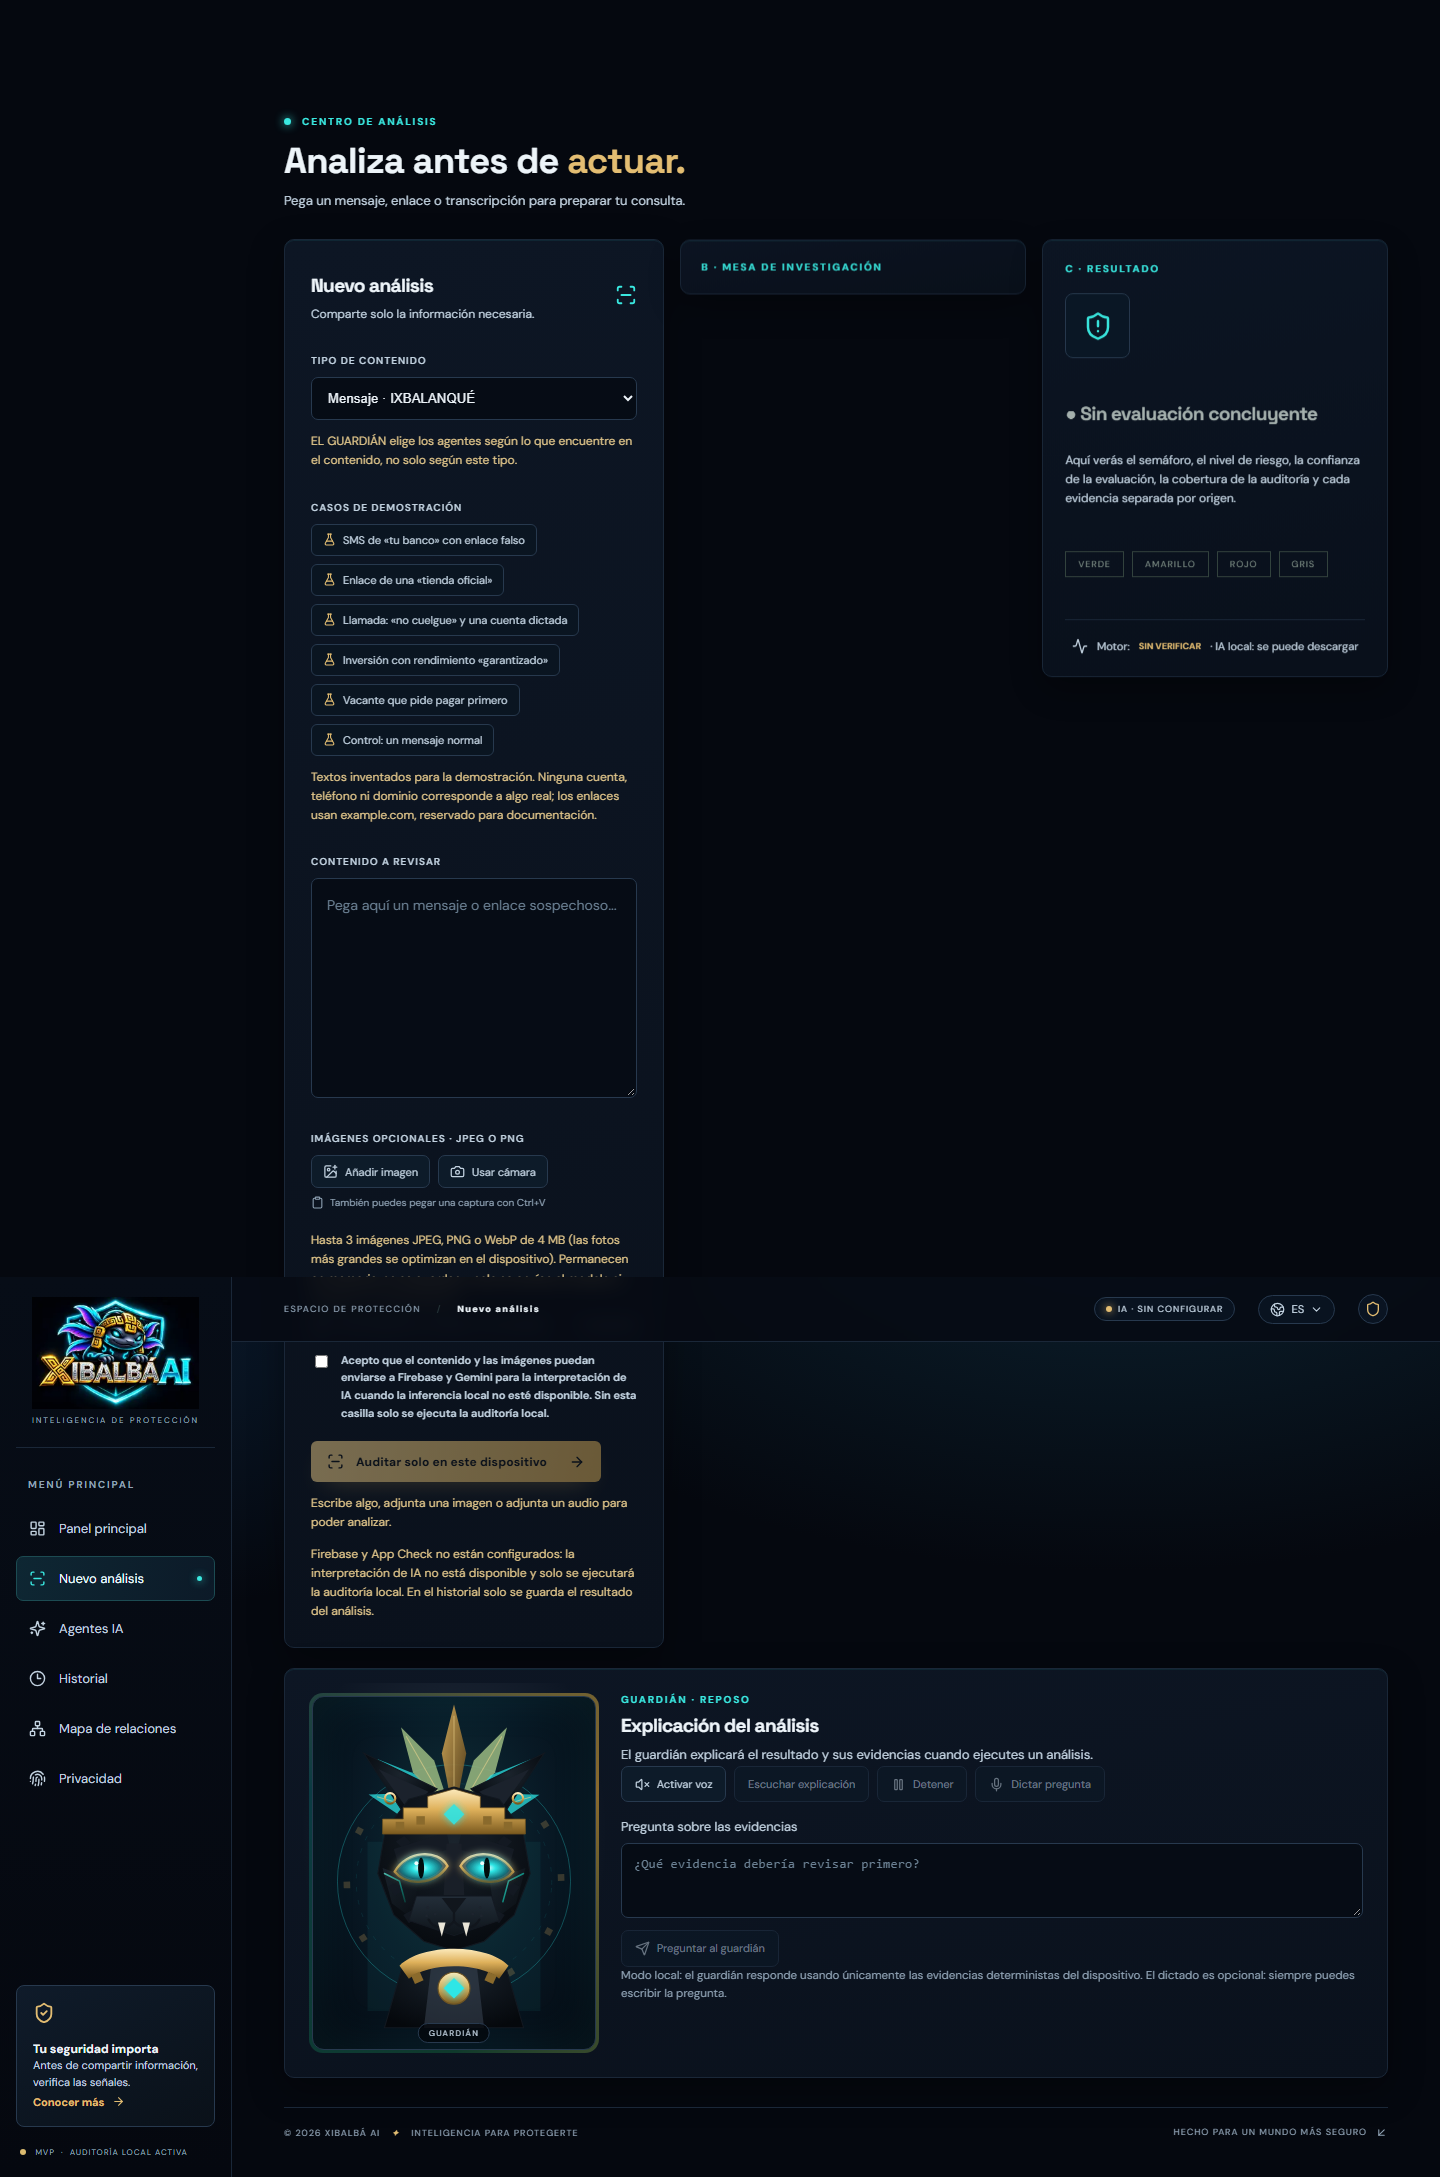 CENTRO DE ANÁLISIS
Analiza antes de actuar.
Pega un mensaje, enlace o transcripción para preparar tu consulta.
Nuevo análisis
Comparte solo la información necesaria.
TIPO DE CONTENIDO
Mensaje · IXBALANQUÉ
EL GUARDIÁN elige los agentes según lo que encuentre en
el contenido, no solo según este tipo.
CASOS DE DEMOSTRACIÓN
SMS de «tu banco» con enlace falso
Enlace de una «tienda oficial»
Llamada: «no cuelgue» y una cuenta dictada
Inversión con rendimiento «garantizado»
Vacante que pide pagar primero
Control: un mensaje normal
Textos inventados para la demostración. Ninguna cuenta,
teléfono ni dominio corresponde a algo real; los enlaces
usan example.com, reservado para documentación.
CONTENIDO A REVISAR
Pega aquí un mensaje o enlace sospechoso...
IMÁGENES OPCIONALES · JPEG O PNG
Añadir imagen
Usar cámara
También puedes pegar una captura con Ctrl+V
Hasta 3 imágenes JPEG, PNG o WebP de 4 MB (las fotos
más grandes se optimizan en el dispositivo). Permanecen
B · MESA DE INVESTIGACIÓN
C · RESULTADO
● Sin evaluación concluyente
Aquí verás el semáforo, el nivel de riesgo, la confianza
de la evaluación, la cobertura de la auditoría y cada
evidencia separada por origen.
VERDE
AMARILLO
ROJO
GRIS
Motor: SIN VERIFICAR · IA local: se puede descargar
XIBALBÁ AI
INTELIGENCIA DE PROTECCIÓN
MENÚ PRINCIPAL
Panel principal
Nuevo análisis
Agentes IA
Historial
Mapa de relaciones
Privacidad
Tu seguridad importa
Antes de compartir información,
verifica las señales.
Conocer más
MVP · AUDITORÍA LOCAL ACTIVA
ESPACIO DE PROTECCIÓN / Nuevo análisis
IA · SIN CONFIGURAR
ES
Acepto que el contenido y las imágenes puedan
enviarse a Firebase y Gemini para la interpretación de
IA cuando la inferencia local no esté disponible. Sin esta
casilla solo se ejecuta la auditoría local.
Auditar solo en este dispositivo
Escribe algo, adjunta una imagen o adjunta un audio para
poder analizar.
Firebase y App Check no están configurados: la
interpretación de IA no está disponible y solo se ejecutará
la auditoría local. En el historial solo se guarda el resultado
del análisis.
GUARDIÁN
GUARDIÁN · REPOSO
Explicación del análisis
El guardián explicará el resultado y sus evidencias cuando ejecutes un análisis.
Activar voz
Escuchar explicación
Detener
Dictar pregunta
Pregunta sobre las evidencias
¿Qué evidencia debería revisar primero?
Preguntar al guardián
Modo local: el guardián responde usando únicamente las evidencias deterministas del dispositivo. El dictado es opcional: siempre puedes
escribir la pregunta.
© 2026 XIBALBÁ AI ✦ INTELIGENCIA PARA PROTEGERTE
HECHO PARA UN MUNDO MÁS SEGURO